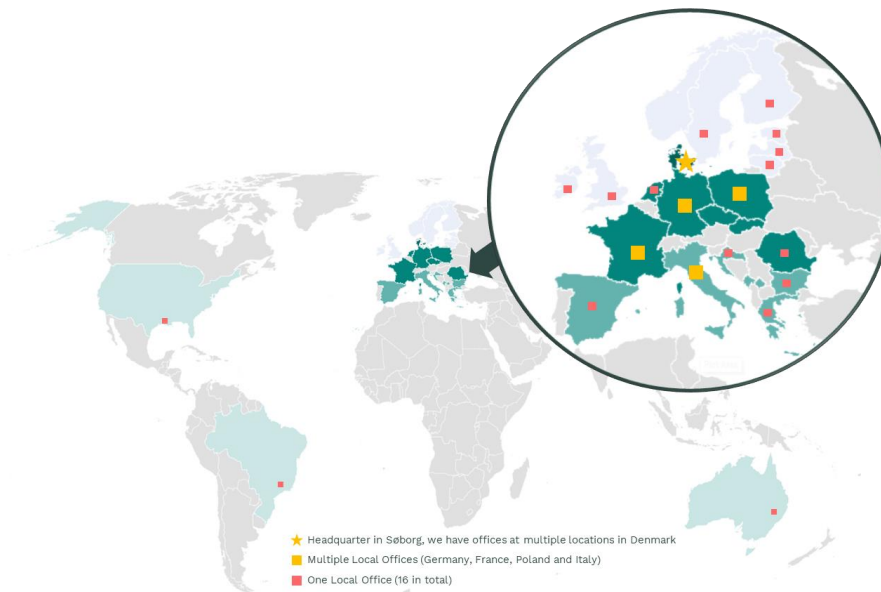 Headquarter in Søborg, we have offices at multiple locations in Denmark
Multiple Local Offices (Germany, France, Poland and Italy)
One Local Office (16 in total)